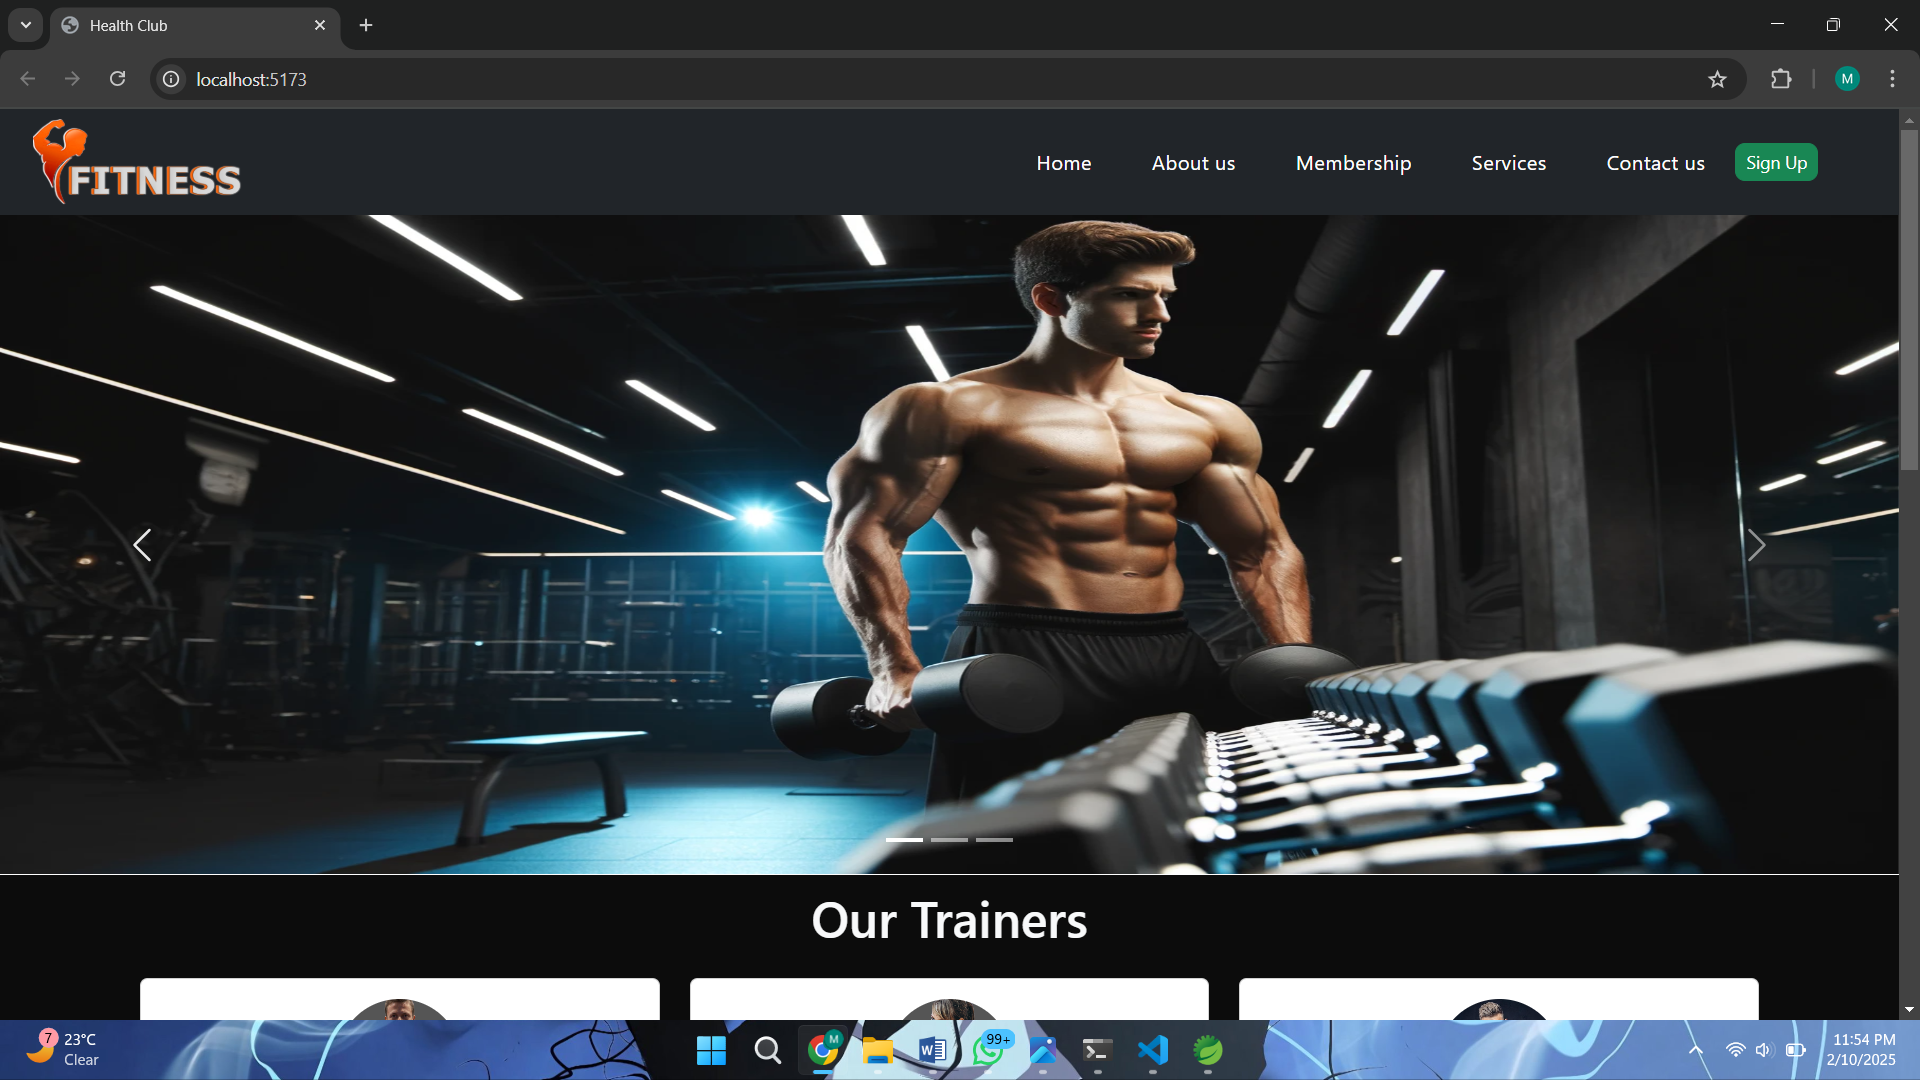 Health Club
localhost:5173
M
FITNESS
Home
About us
Membership
Services
Contact us
Sign Up
Our Trainers
7
23°C
Clear
M
W
99+
11:54 PM
2/10/2025